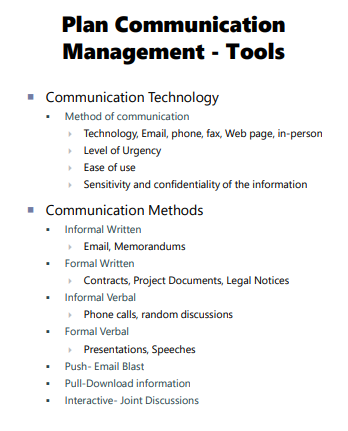 Plan Communication
Management - Tools
Communication Technology
Method of communication
Technology, Email, phone, fax, Web page, in-person
Level of Urgency
Ease of use
Sensitivity and confidentiality of the information
Communication Methods
Informal Written
Email, Memorandums
Formal Written
Contracts, Project Documents, Legal Notices
Informal Verbal
Phone calls, random discussions
Formal Verbal
Presentations, Speeches
Push- Email Blast
Pull-Download information
Interactive- Joint Discussions